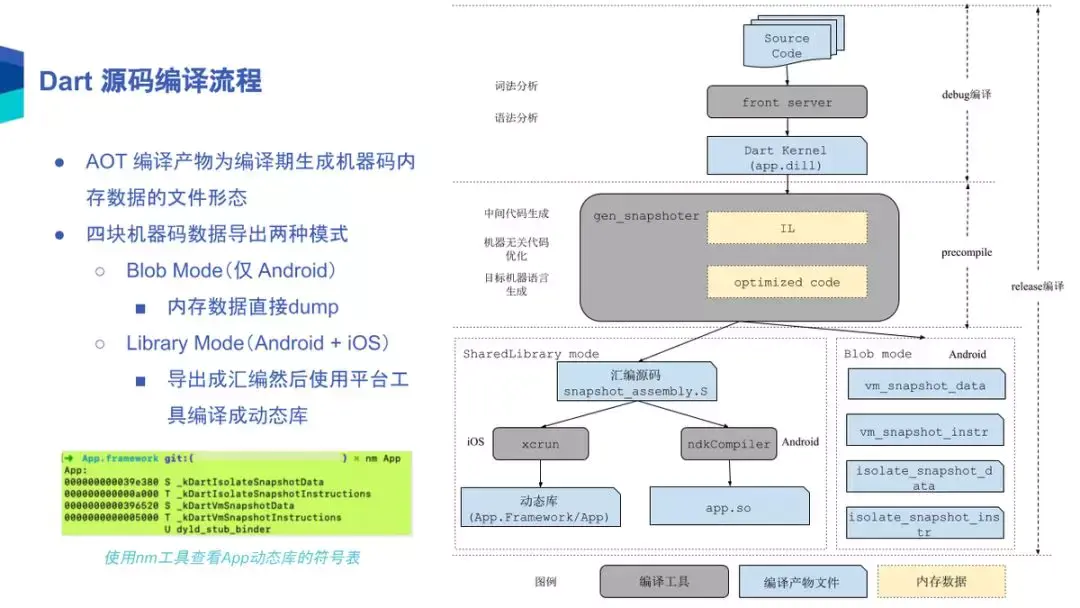 Dart 源码编译流程
● AOT 编译产物为编译期生成机器码内
存数据的文件形态
● 四块机器码数据导出两种模式
○ Blob Mode（仅 Android）
■ 内存数据直接dump
○ Library Mode（Android + iOS）
■ 导出成汇编然后使用平台工
具编译成动态库
➜ App.framework git:( ) × nm App
App:
000000000039e380 S _kDartIsolateSnapshotData
000000000000a000 T _kDartIsolateSnapshotInstructions
0000000000396520 S _kDartVmSnapshotData
0000000000005000 T _kDartVmSnapshotInstructions
U dyld_stub_binder
使用nm工具查看App动态库的符号表
Source
Code
词法分析
语法分析
front server
debug编译
Dart Kernel
(app.dill)
中间代码生成
机器无关代码
优化
目标机器语言
生成
gen_snapshoter
IL
optimized code
precompile
release编译
SharedLibrary mode
汇编源码
snapshot_assembly.S
iOS
xcrun
ndkCompiler
Android
动态库
(App.Framework/App)
app.so
Blob mode
Android
vm_snapshot_data
vm_snapshot_instr
isolate_snapshot_d
ata
isolate_snapshot_ins
tr
图例
编译工具
编译产物文件
内存数据